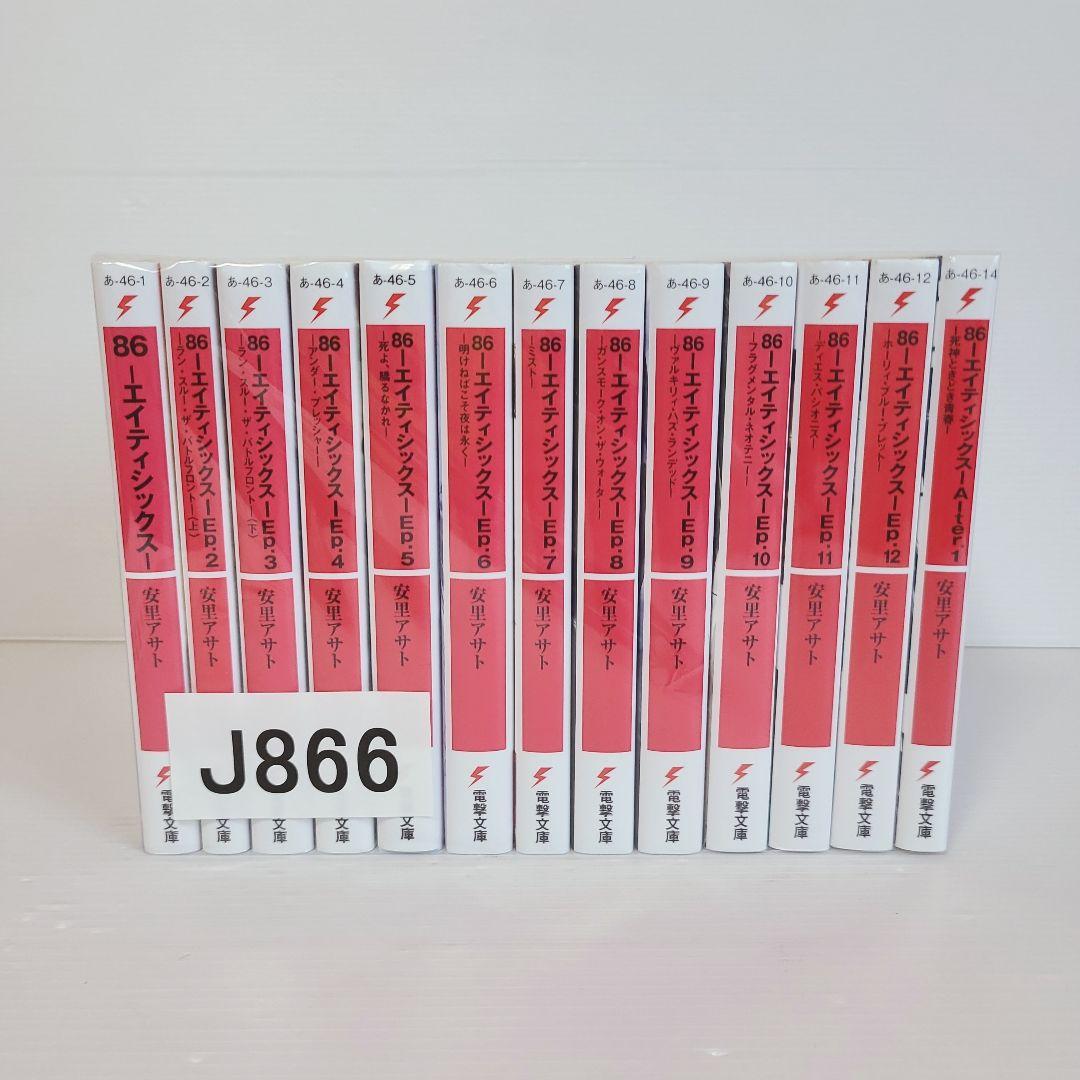 あ-46-1
86―エイティシックス―
安里アサト
電撃文庫
あ-46-2
86―エイティシックス―Ep.2
―ラン・スルー・ザ・バトルフロント―〈上〉
安里アサト
文庫
あ-46-3
86―エイティシックス―Ep.3
―ラン・スルー・ザ・バトルフロント―〈下〉
安里アサト
文庫
あ-46-4
86―エイティシックス―Ep.4
―アンダー・プレッシャー―
安里アサト
文庫
あ-46-5
86―エイティシックス―Ep.5
―死よ、驕るなかれ―
安里アサト
文庫
あ-46-6
86―エイティシックス―Ep.6
―明けねばこそ夜は永く―
安里アサト
電撃文庫
あ-46-7
86―エイティシックス―Ep.7
―ミスト―
安里アサト
電撃文庫
あ-46-8
86―エイティシックス―Ep.8
―ガンスモーク・オン・ザ・ウォーター―
安里アサト
電撃文庫
あ-46-9
86―エイティシックス―Ep.9
―ヴァルキリィ・ハズ・ランデッド―
安里アサト
電撃文庫
あ-46-10
86―エイティシックス―Ep.10
―フラグメンタル・ネオテニー―
安里アサト
電撃文庫
あ-46-11
86―エイティシックス―Ep.11
―ディエス・パシオニス―
安里アサト
電撃文庫
あ-46-12
86―エイティシックス―Ep.12
―ホーリィ・ブルー・ブレット―
安里アサト
電撃文庫
あ-46-14
86―エイティシックス―Alter.1
―死神ときどき青春―
安里アサト
電撃文庫
J866